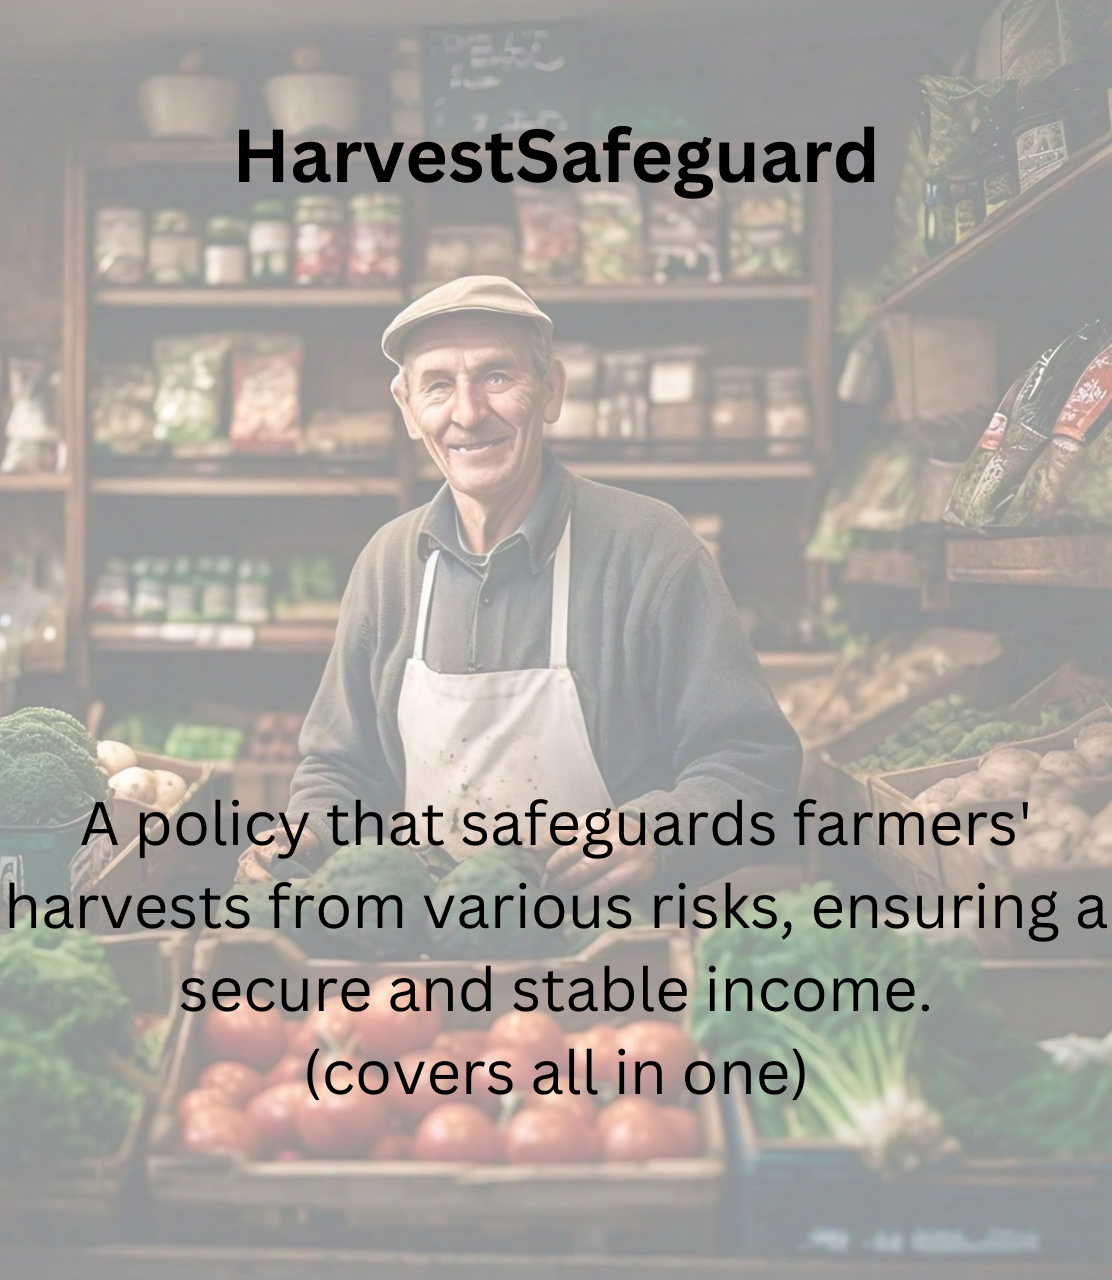 HarvestSafeguard
A policy that safeguards farmers'
harvests from various risks, ensuring a
secure and stable income.
(covers all in one)